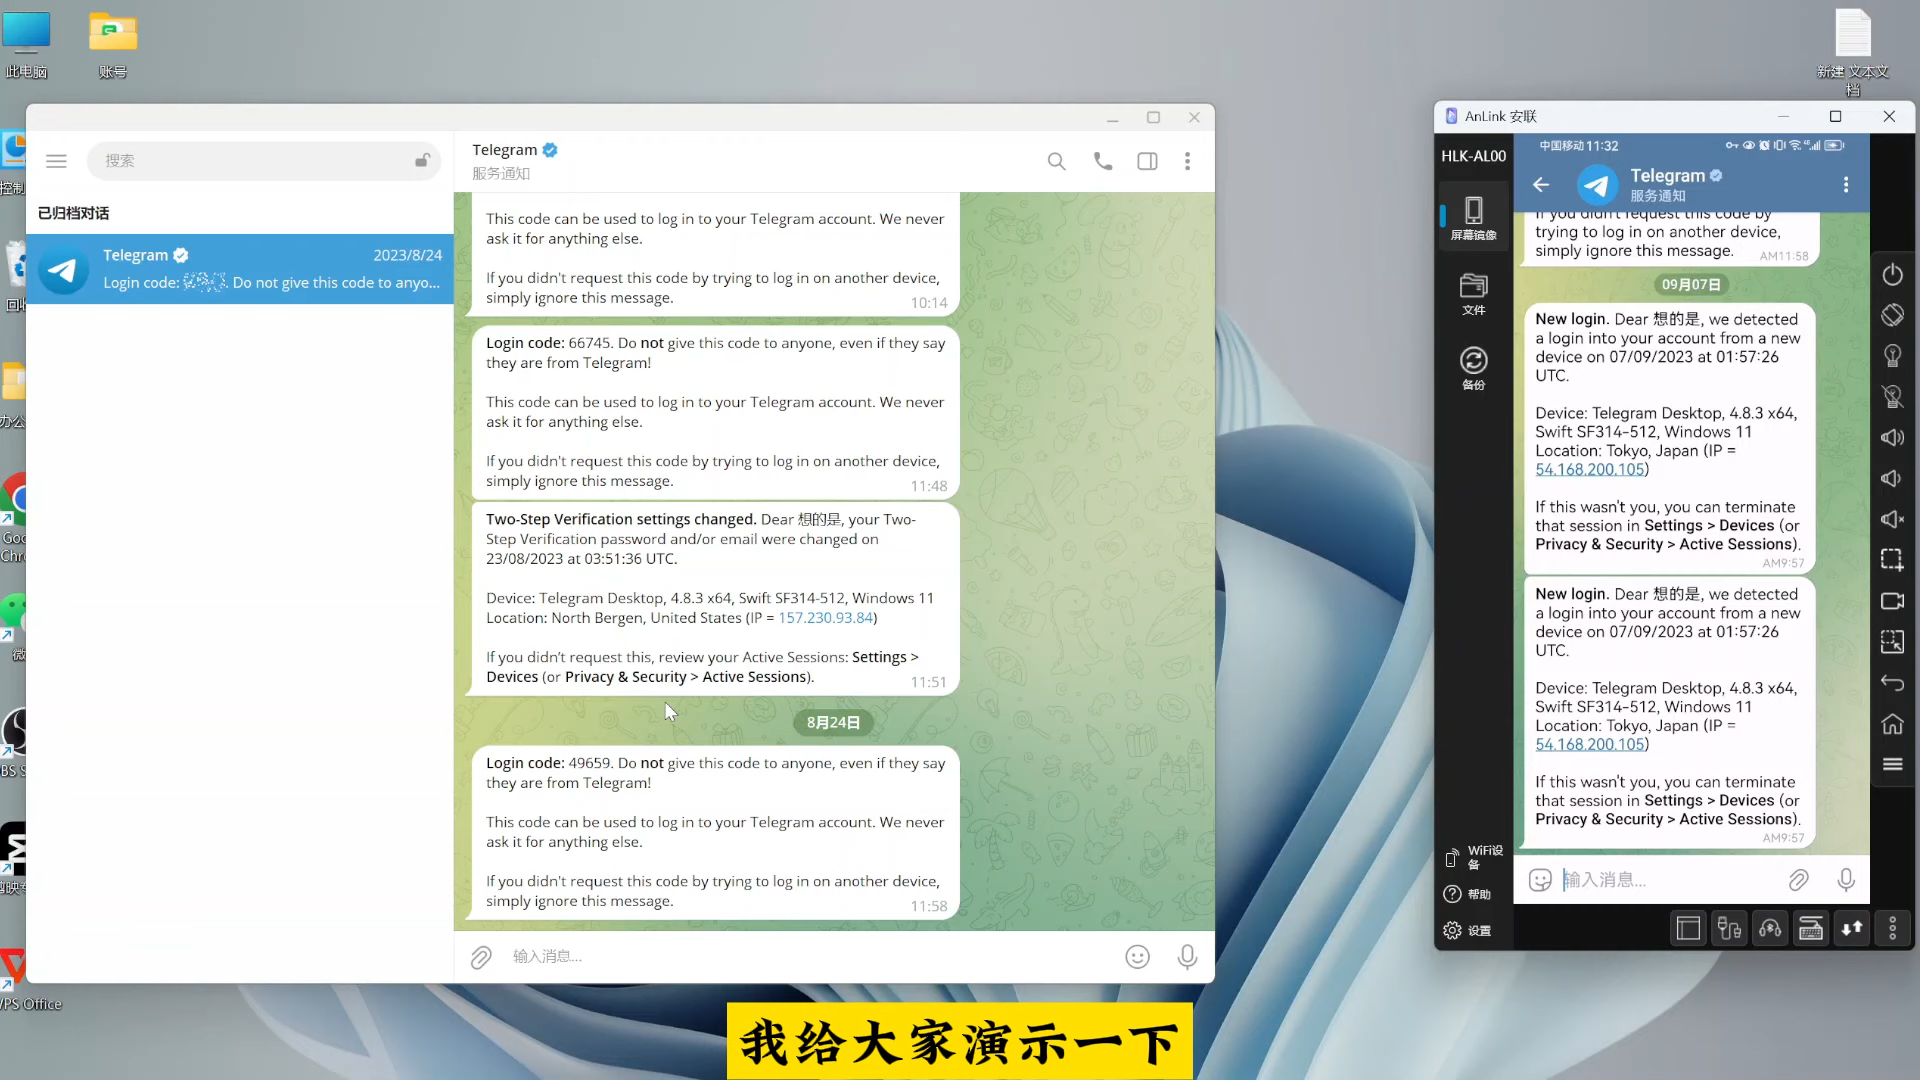 此电脑
账号
新建 文本文
档
控制
回收
办公
Goo
Chro
微
BS S
剪映专
WPS Office
搜索
已归档对话
Telegram
2023/8/24
Login code:
. Do not give this code to anyo...
Telegram
服务通知
This code can be used to log in to your Telegram account. We never
ask it for anything else.
If you didn't request this code by trying to log in on another device,
simply ignore this message.
10:14
Login code: 66745. Do not give this code to anyone, even if they say
they are from Telegram!
This code can be used to log in to your Telegram account. We never
ask it for anything else.
If you didn't request this code by trying to log in on another device,
simply ignore this message.
11:48
Two-Step Verification settings changed. Dear 想的是, your Two-
Step Verification password and/or email were changed on
23/08/2023 at 03:51:36 UTC.
Device: Telegram Desktop, 4.8.3 x64, Swift SF314-512, Windows 11
Location: North Bergen, United States (IP = 157.230.93.84)
If you didn't request this, review your Active Sessions: Settings >
Devices (or Privacy & Security > Active Sessions).
11:51
8月24日
Login code: 49659. Do not give this code to anyone, even if they say
they are from Telegram!
This code can be used to log in to your Telegram account. We never
ask it for anything else.
If you didn't request this code by trying to log in on another device,
simply ignore this message.
11:58
输入消息...
AnLink 安联
HLK-AL00
屏幕镜像
文件
备份
WiFi设
备
帮助
设置
中国移动 11:32
Telegram
服务通知
If you didn't request this code by
trying to log in on another device,
simply ignore this message.
AM11:58
09月07日
New login. Dear 想的是, we detected
a login into your account from a new
device on 07/09/2023 at 01:57:26
UTC.
Device: Telegram Desktop, 4.8.3 x64,
Swift SF314-512, Windows 11
Location: Tokyo, Japan (IP =
54.168.200.105)
If this wasn't you, you can terminate
that session in Settings > Devices (or
Privacy & Security > Active Sessions).
AM9:57
New login. Dear 想的是, we detected
a login into your account from a new
device on 07/09/2023 at 01:57:26
UTC.
Device: Telegram Desktop, 4.8.3 x64,
Swift SF314-512, Windows 11
Location: Tokyo, Japan (IP =
54.168.200.105)
If this wasn't you, you can terminate
that session in Settings > Devices (or
Privacy & Security > Active Sessions).
AM9:57
输入消息...
我给大家演示一下